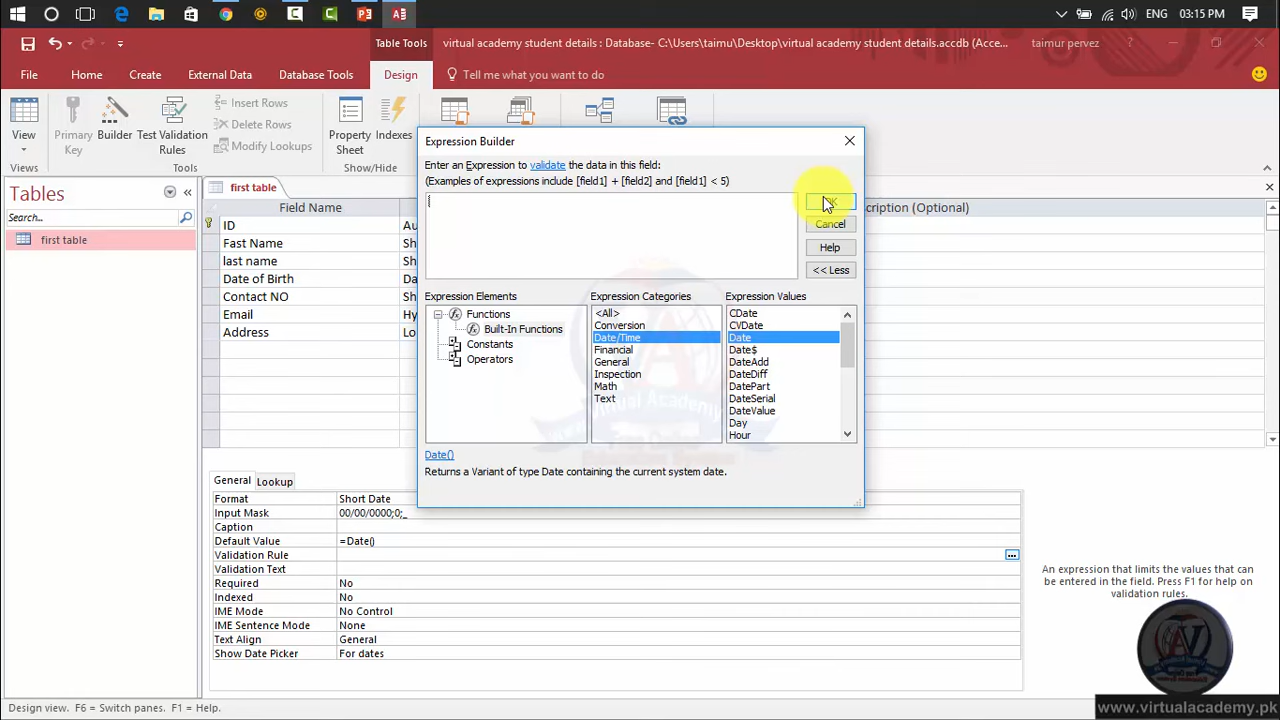 ENG
03:15 PM
Table Tools
virtual academy student details : Database- C:\Users\taimu\Desktop\virtual academy student details.accdb (Acce...
taimur pervez
File
Home
Create
External Data
Database Tools
Design
Tell me what you want to do
View
Primary Key
Builder
Test Validation Rules
Insert Rows
Delete Rows
Modify Lookups
Property Sheet
Indexes
Views
Tools
Show/Hide
Tables
Search...
first table
first table
Field Name
cription (Optional)
ID
Au
Fast Name
Sh
last name
Sh
Date of Birth
Da
Contact NO
Sh
Email
Hy
Address
Lo
Expression Builder
Enter an Expression to validate the data in this field:
(Examples of expressions include [field1] + [field2] and [field1] < 5)
OK
Cancel
Help
<< Less
Expression Elements
Functions
Built-In Functions
Constants
Operators
Expression Categories
<All>
Conversion
Date/Time
Financial
General
Inspection
Math
Text
Expression Values
CDate
CVDate
Date
Date$
DateAdd
DateDiff
DatePart
DateSerial
DateValue
Day
Hour
Date()
Returns a Variant of type Date containing the current system date.
General
Lookup
Format
Short Date
Input Mask
00/00/0000;0;_
Caption
Default Value
=Date()
Validation Rule
Validation Text
Required
No
Indexed
No
IME Mode
No Control
IME Sentence Mode
None
Text Align
General
Show Date Picker
For dates
An expression that limits the values that can
be entered in the field. Press F1 for help on
validation rules.
Virtual Academy
Design view. F6 = Switch panes. F1 = Help.
www.virtualacademy.pk